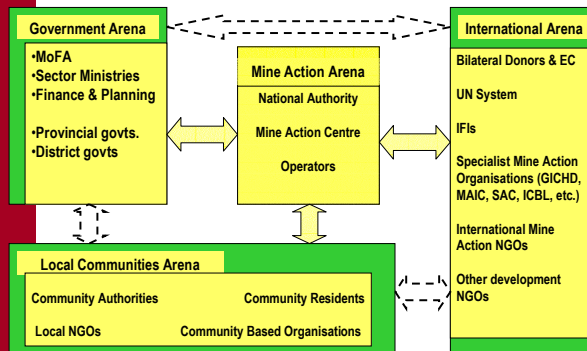 Government Arena
•MoFA
•Sector Ministries
•Finance & Planning
•Provincial govts.
•District govts
Mine Action Arena
National Authority
Mine Action Centre
Operators
International Arena
Bilateral Donors & EC
UN System
IFIs
Specialist Mine Action
Organisations (GICHD,
MAIC, SAC, ICBL, etc.)
International Mine
Action NGOs
Other development
NGOs
Local Communities Arena
Community Authorities
Community Residents
Local NGOs
Community Based Organisations